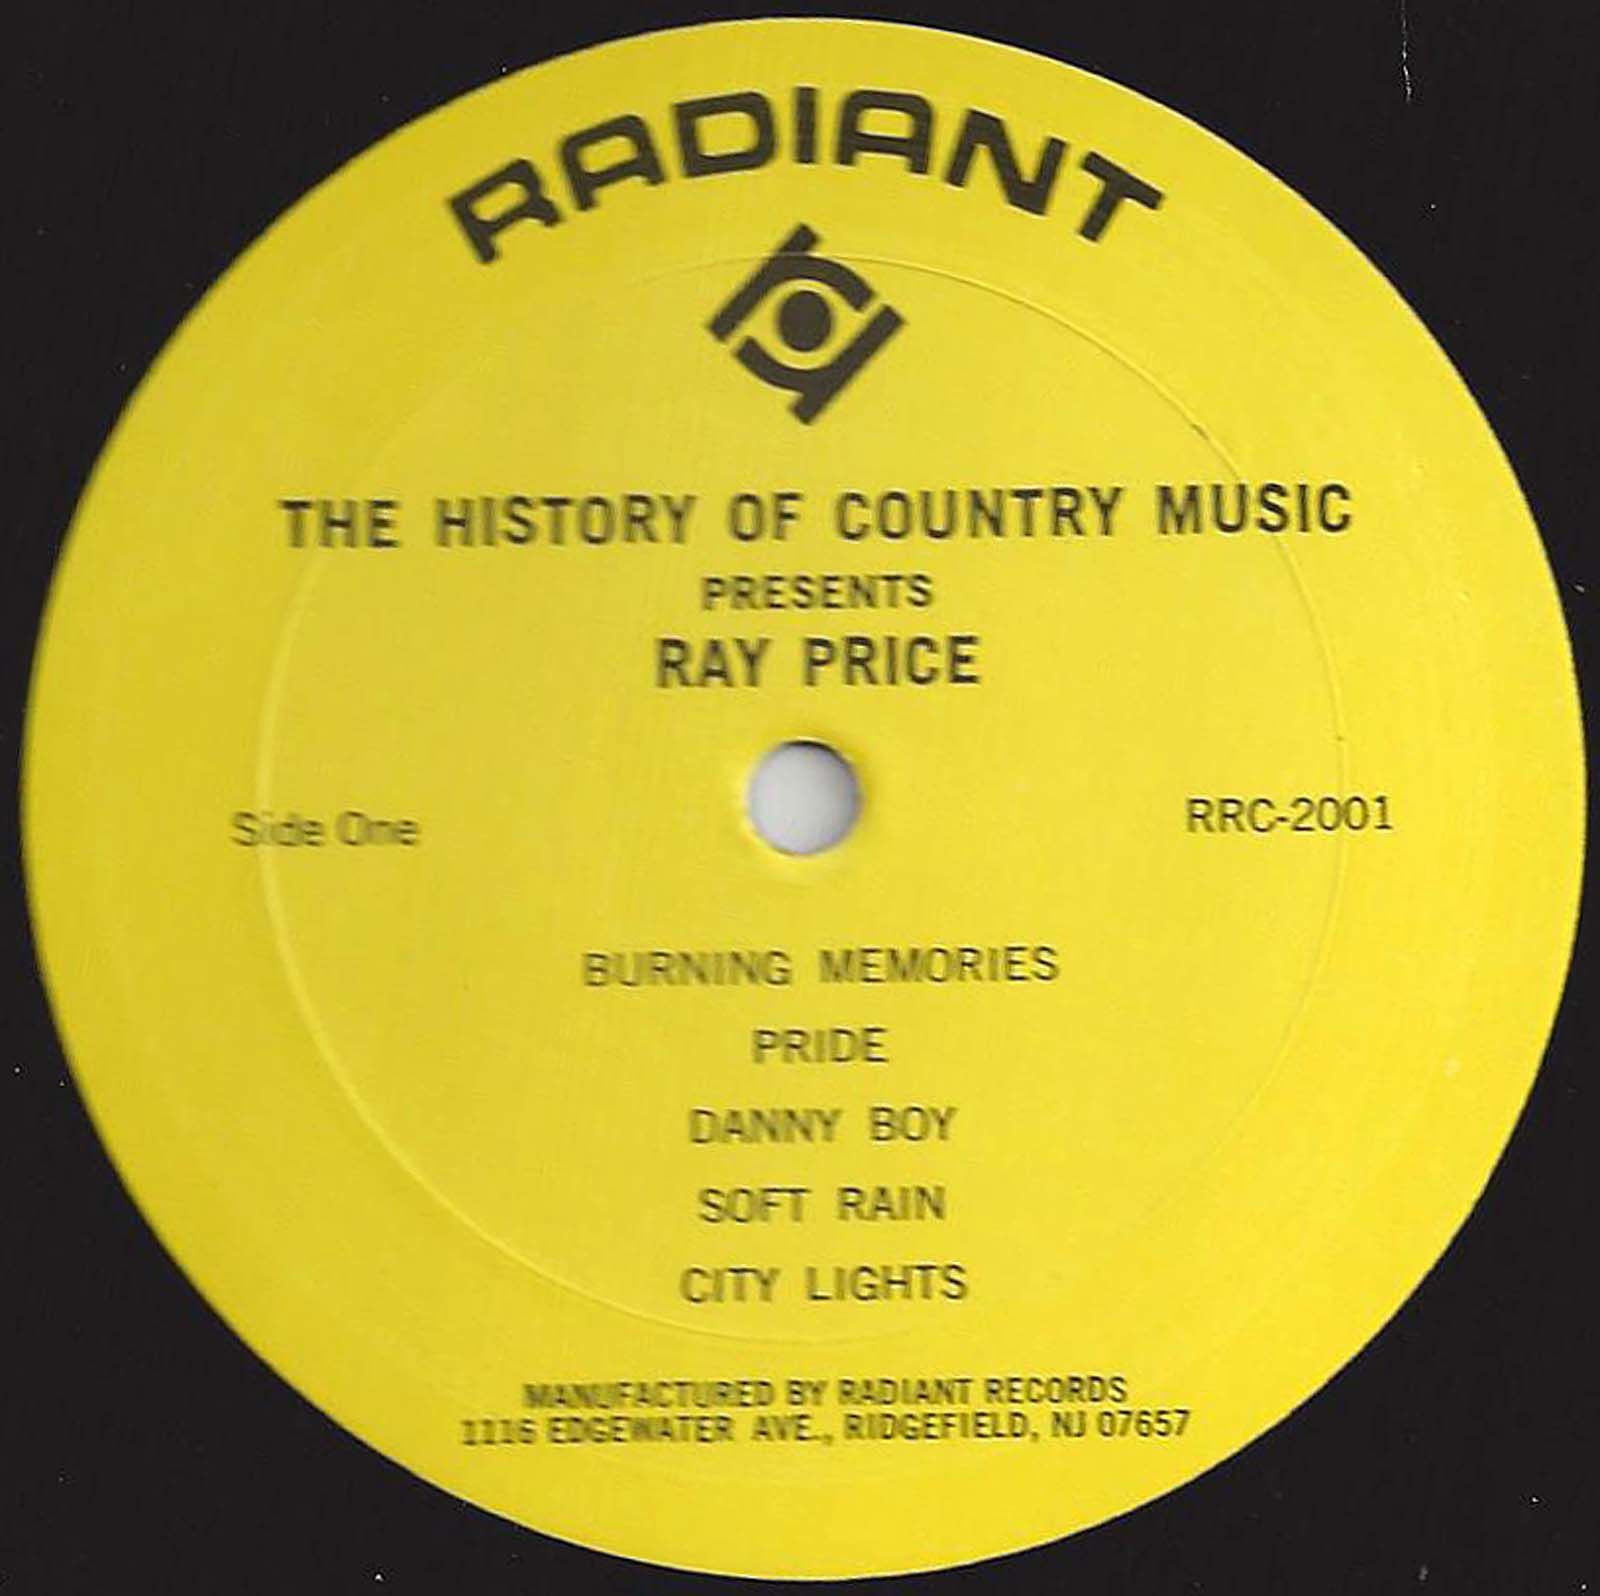 RADIANT
THE HISTORY OF COUNTRY MUSIC
PRESENTS
RAY PRICE
Side One
RRC-2001
BURNING MEMORIES
PRIDE
DANNY BOY
SOFT RAIN
CITY LIGHTS
MANUFACTURED BY RADIANT RECORDS
1116 EDGEWATER AVE., RIDGEFIELD, NJ 07657